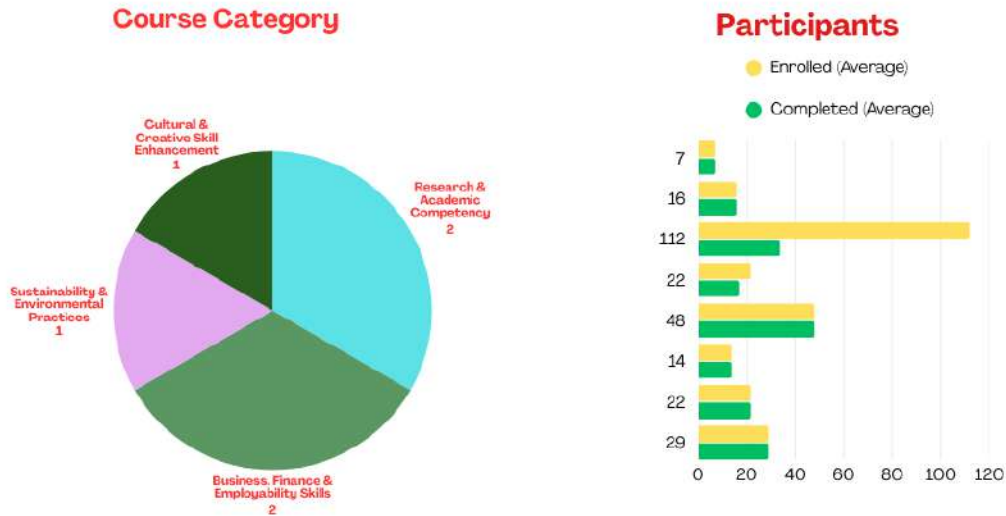 Course Category
Cultural &
Creative Skill
Enhancement
1
Research &
Academic
Competency
2
Sustainability &
Environmental
Practices
1
Business, Finance &
Employability Skills
2
Participants
Enrolled (Average)
Completed (Average)
7
16
112
22
48
14
22
29
0 20 40 60 80 100 120